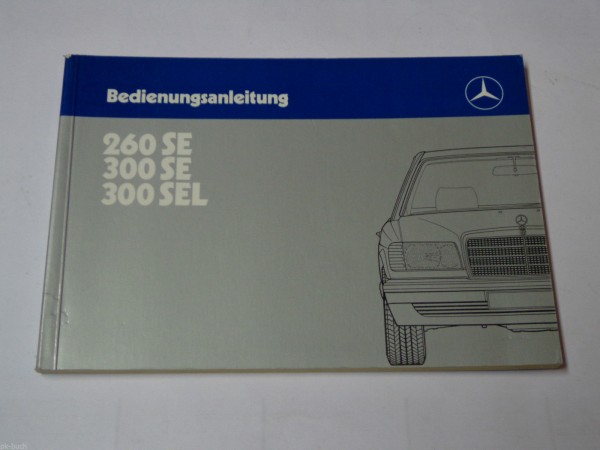 Bedienungsanleitung
260 SE
300 SE
300 SEL